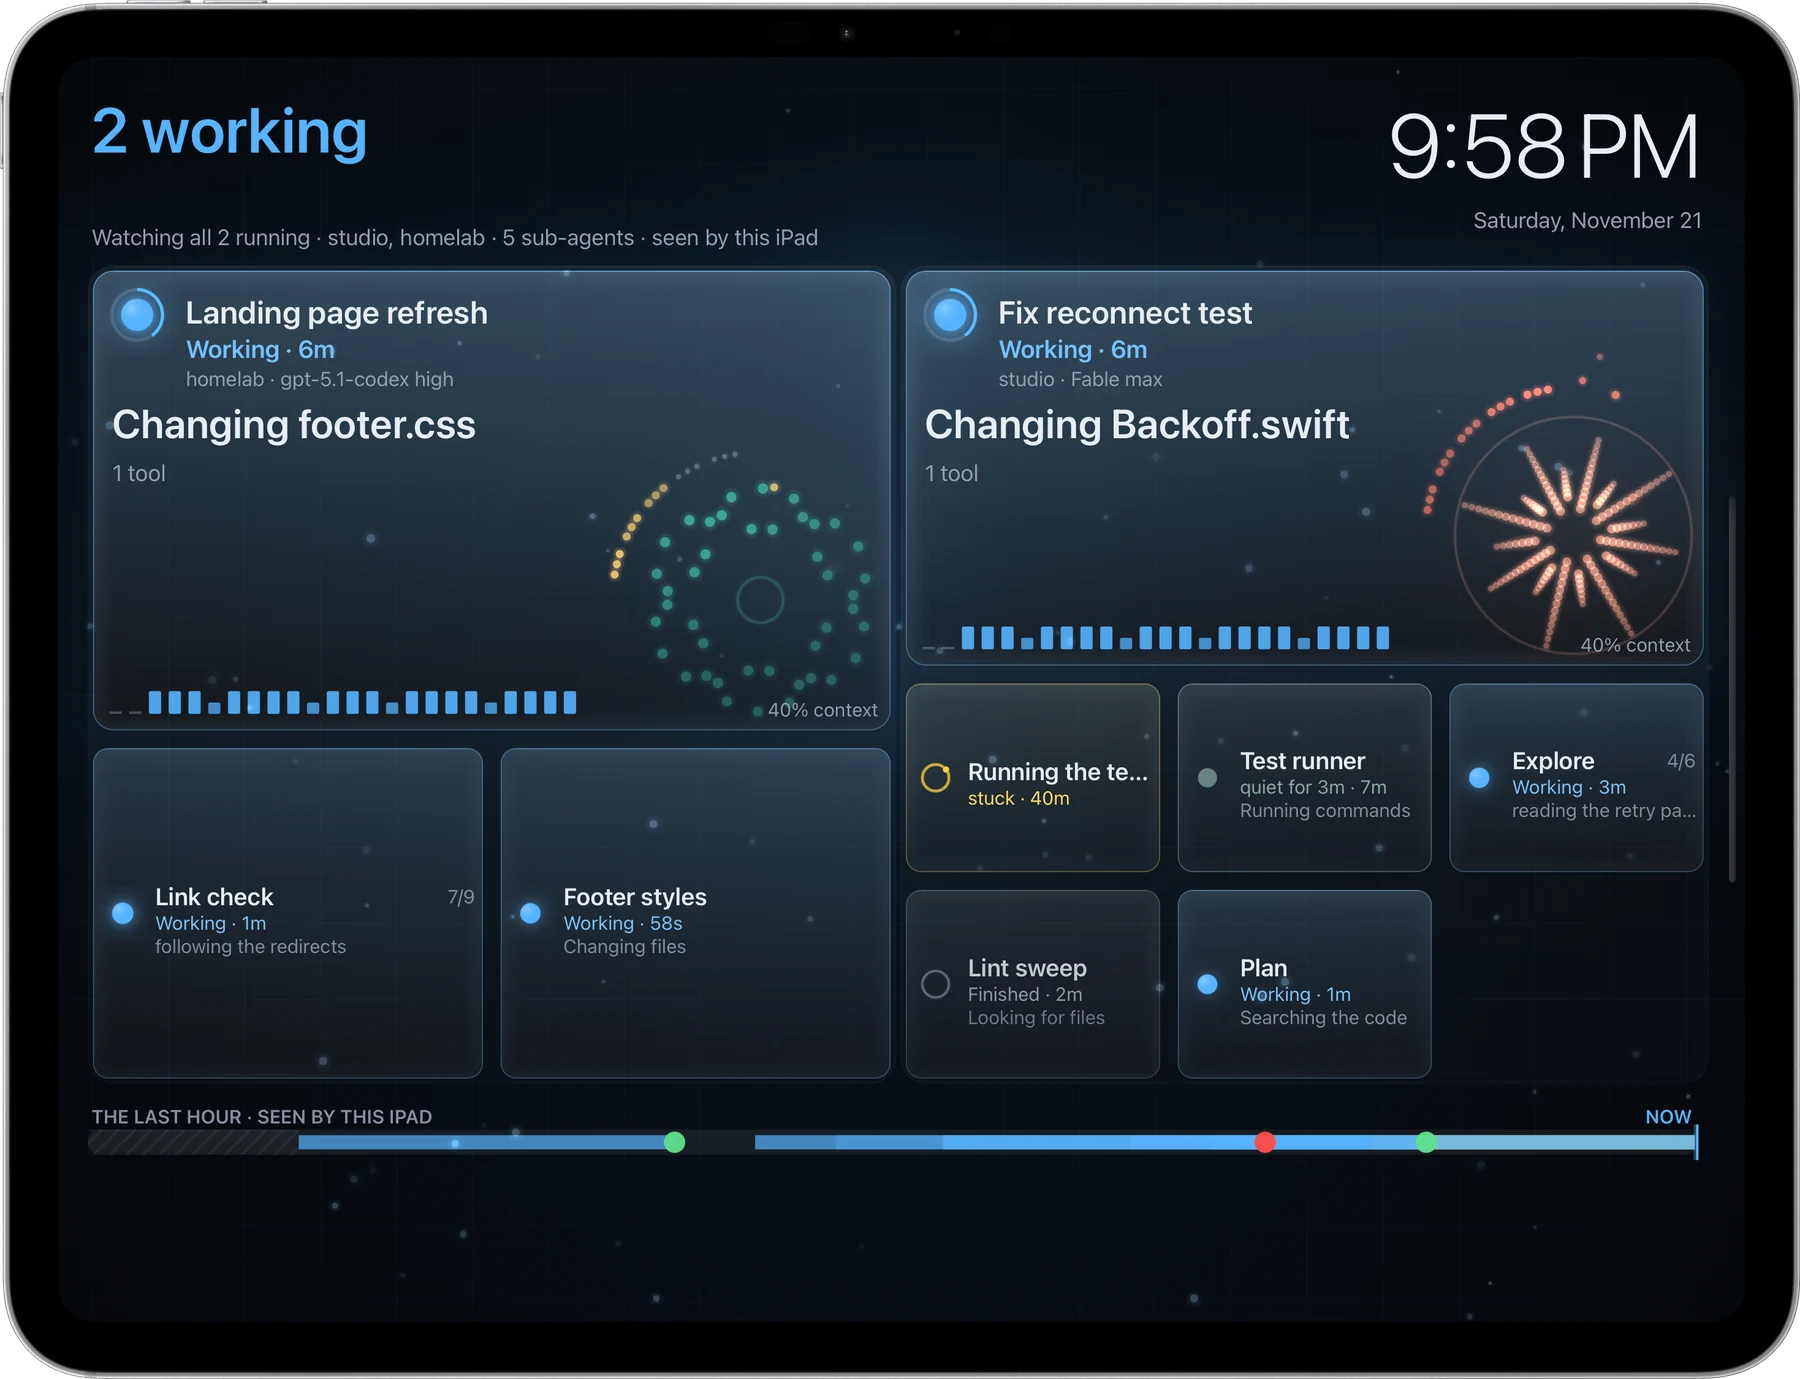 2 working
9:58 PM
Saturday, November 21
Watching all 2 running · studio, homelab · 5 sub-agents · seen by this iPad
Landing page refresh
Working · 6m
homelab · gpt-5.1-codex high
Changing footer.css
1 tool
40% context
Fix reconnect test
Working · 6m
studio · Fable max
Changing Backoff.swift
1 tool
40% context
Link check
7/9
Working · 1m
following the redirects
Footer styles
Working · 58s
Changing files
Running the te...
stuck · 40m
Test runner
quiet for 3m · 7m
Running commands
Explore
4/6
Working · 3m
reading the retry pa...
Lint sweep
Finished · 2m
Looking for files
Plan
Working · 1m
Searching the code
THE LAST HOUR · SEEN BY THIS IPAD
NOW